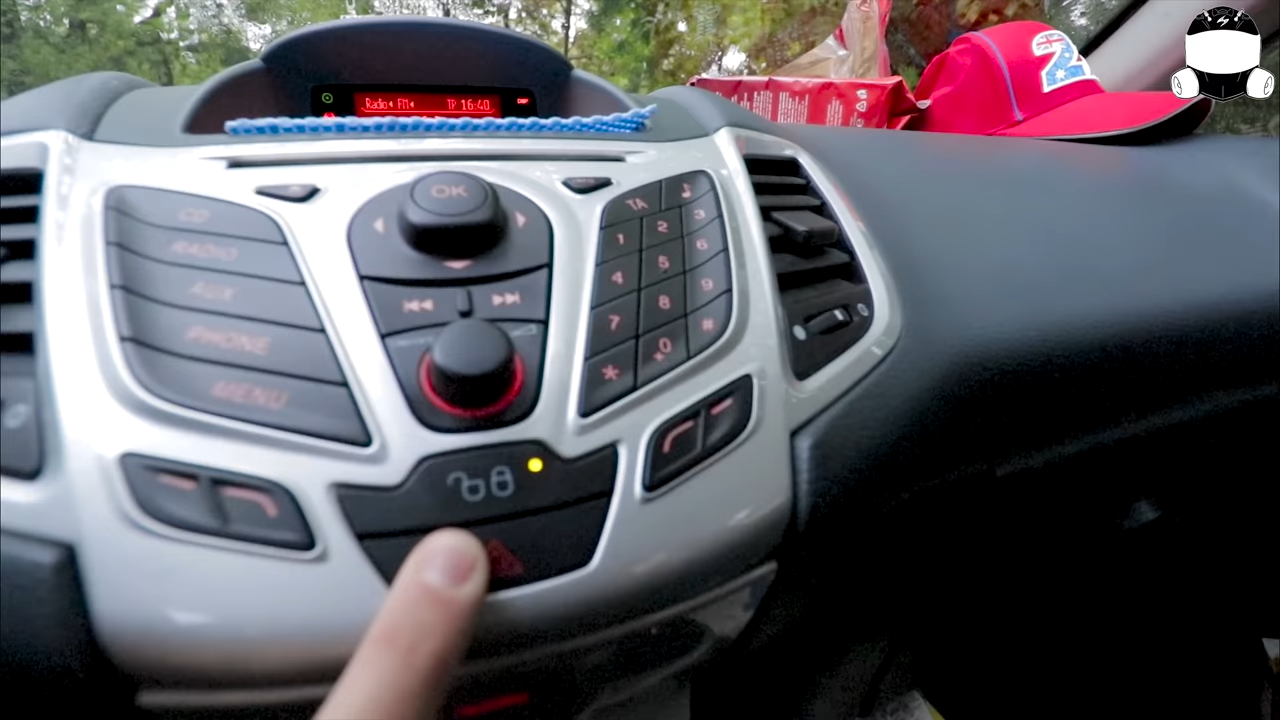 Radio FM TP 16:40
CD
RADIO
AUX
PHONE
MENU
OK
TA
1 2 3
4 5 6
7 8 9
* 0 #
+
2